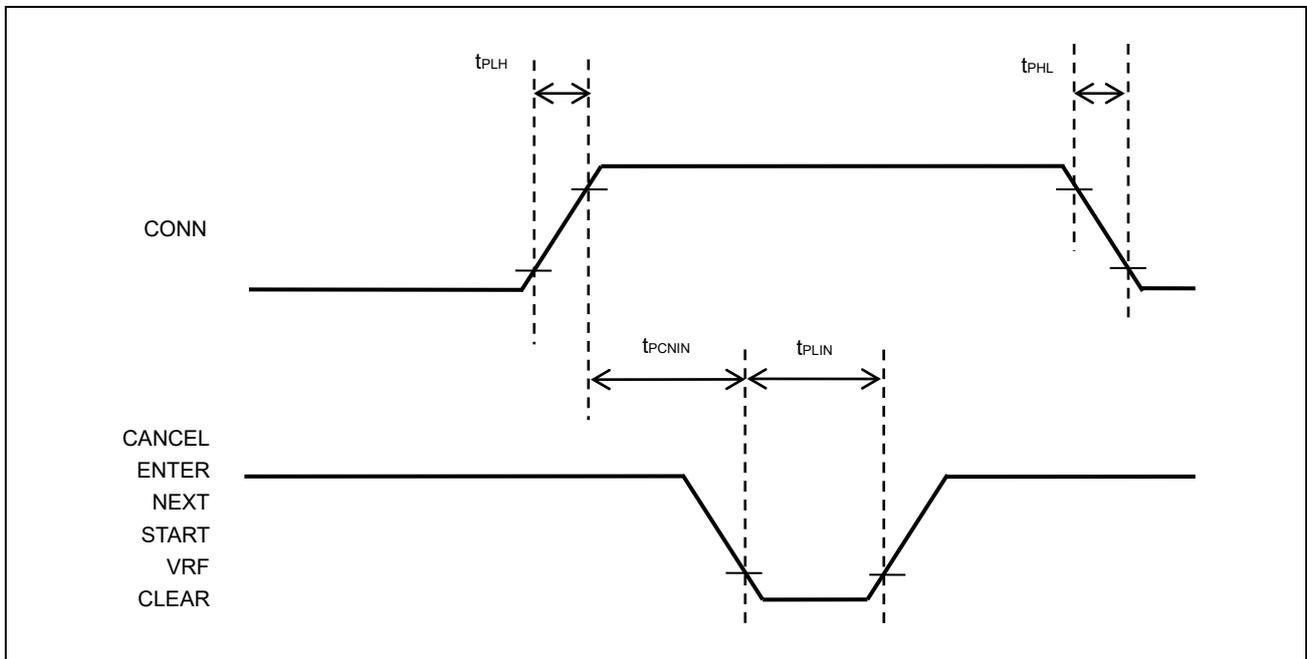 tPLH
tPHL
CONN
tPCNIN
tPLIN
CANCEL
ENTER
NEXT
START
VRF
CLEAR